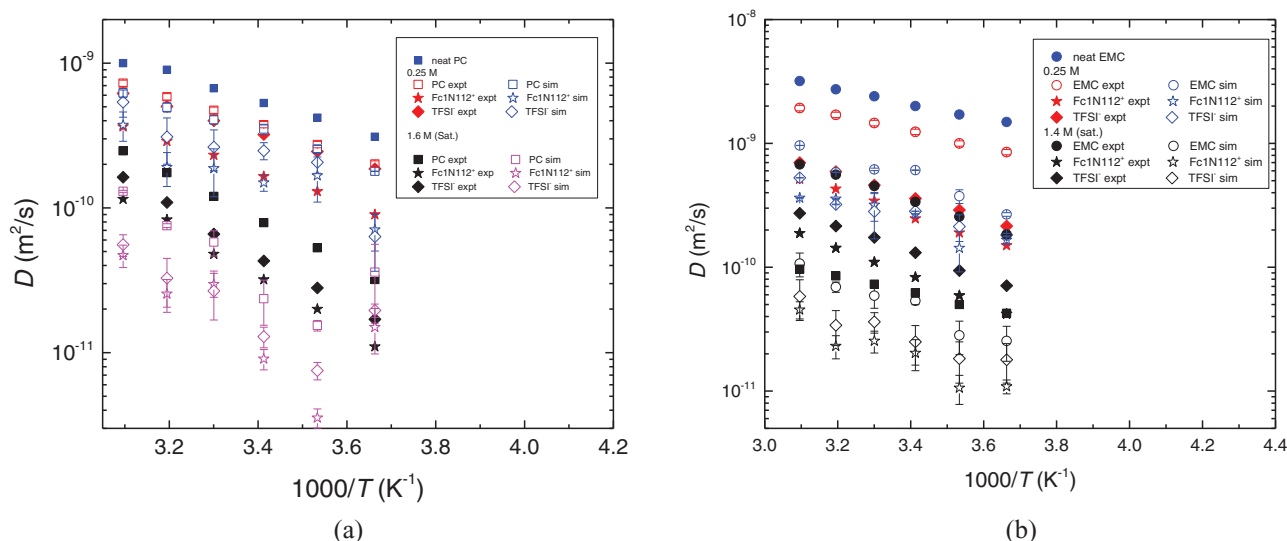 10⁻⁹
10⁻¹⁰
10⁻¹¹
D (m²/s)
3.2 3.4 3.6 3.8 4.0 4.2
1000/T (K⁻¹)
neat PC
0.25 M
PC expt PC sim
Fc1N112⁺ expt Fc1N112⁺ sim
TFSI⁻ expt TFSI⁻ sim
1.6 M (Sat.)
PC expt PC sim
Fc1N112⁺ exp Fc1N112⁺ sim
TFSI⁻ expt TFSI⁻ sim
(a)
10⁻⁸
10⁻⁹
10⁻¹⁰
10⁻¹¹
D (m²/s)
3.0 3.2 3.4 3.6 3.8 4.0 4.2 4.4
1000/T (K⁻¹)
neat EMC
0.25 M
EMC expt EMC sim
Fc1N112⁺ expt Fc1N112⁺ sim
TFSI⁻ expt TFSI⁻ sim
1.4 M (sat.)
EMC expt EMC sim
Fc1N112⁺ expt Fc1N112⁺ sim
TFSI⁻ expt TFSI⁻ sim
(b)